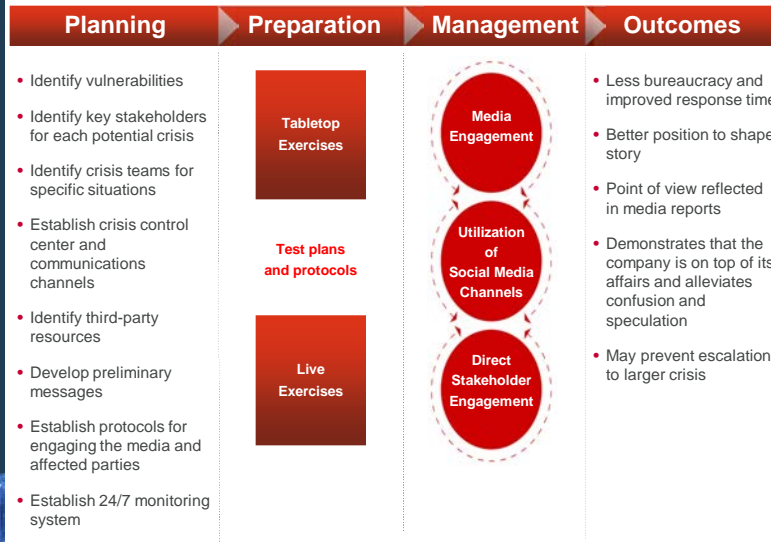 Planning
Preparation
Management
Outcomes
• Identify vulnerabilities
• Identify key stakeholders
for each potential crisis
• Identify crisis teams for
specific situations
• Establish crisis control
center and
communications
channels
• Identify third-party
resources
• Develop preliminary
messages
• Establish protocols for
engaging the media and
affected parties
• Establish 24/7 monitoring
system
Tabletop
Exercises
Test plans
and protocols
Live
Exercises
Media
Engagement
Utilization
of
Social Media
Channels
Direct
Stakeholder
Engagement
• Less bureaucracy and
improved response time
• Better position to shape
story
• Point of view reflected
in media reports
• Demonstrates that the
company is on top of its
affairs and alleviates
confusion and
speculation
• May prevent escalation
to larger crisis